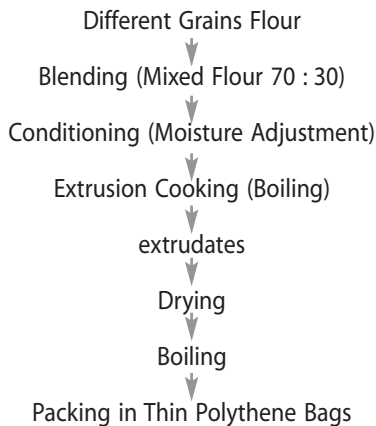 Different Grains Flour
Blending (Mixed Flour 70 : 30)
Conditioning (Moisture Adjustment)
Extrusion Cooking (Boiling)
extrudates
Drying
Boiling
Packing in Thin Polythene Bags